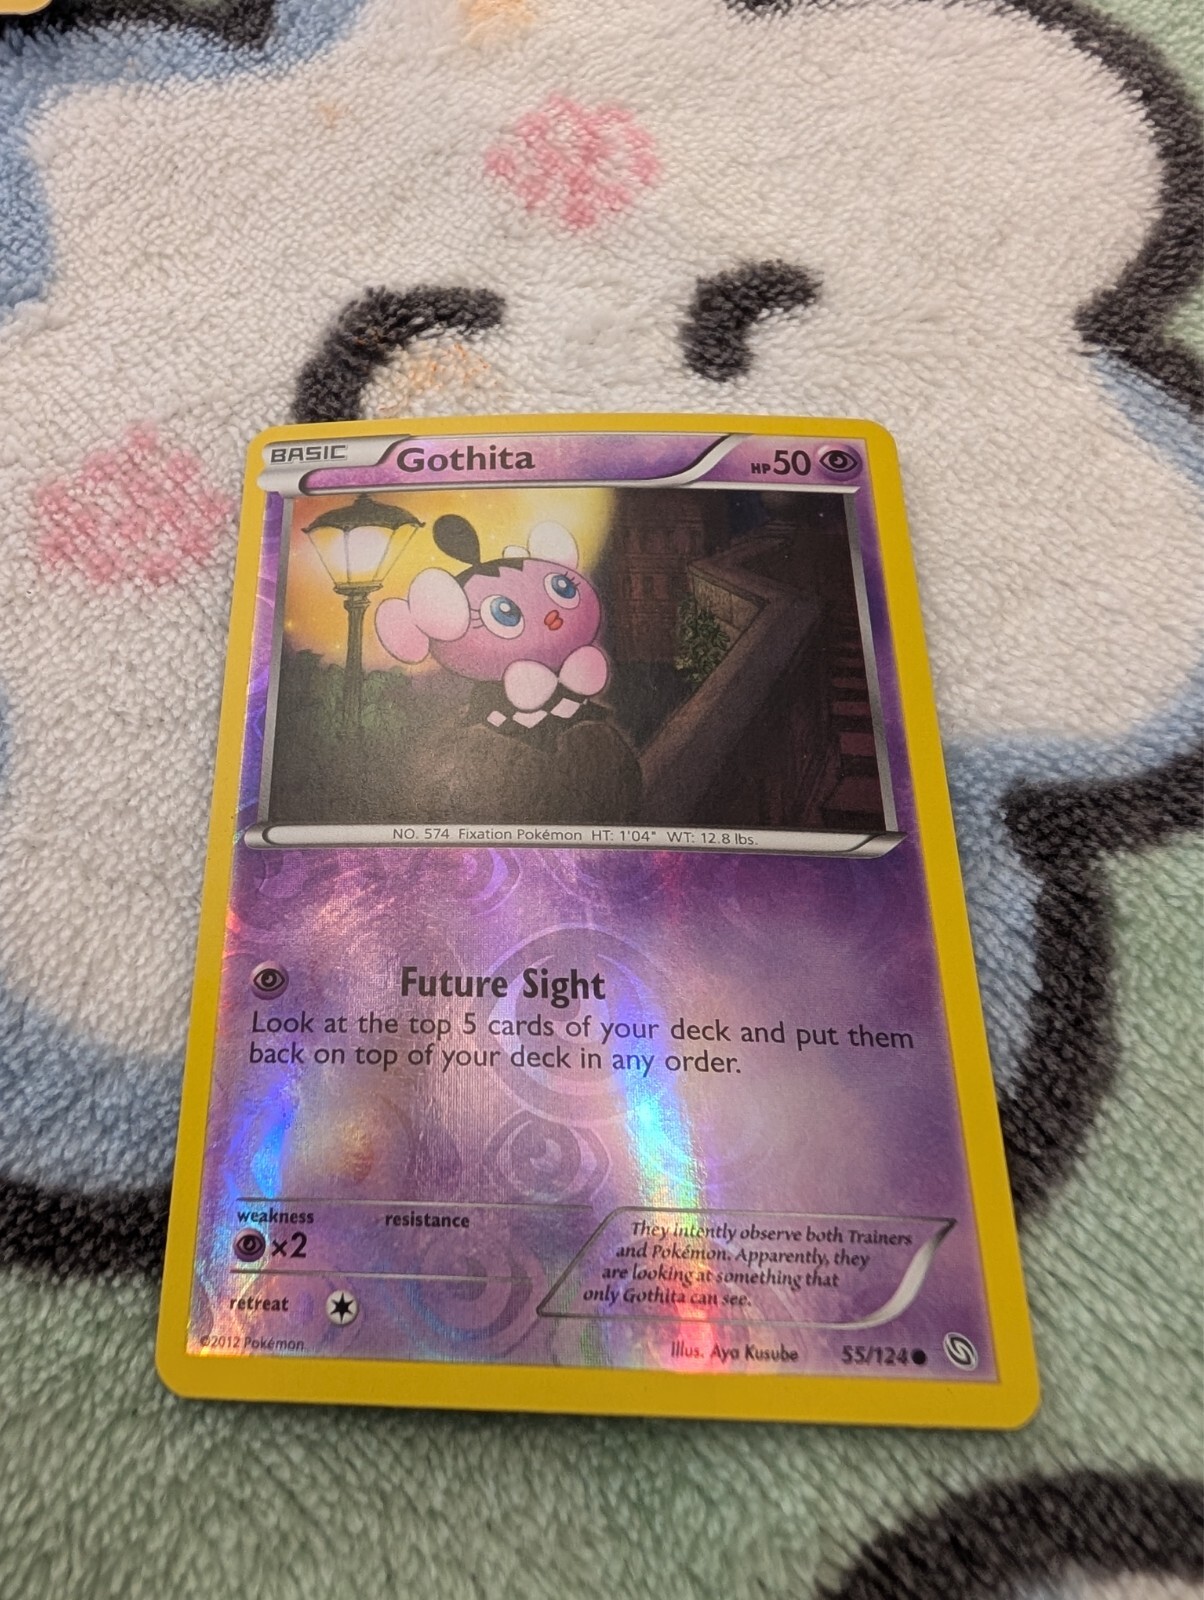 BASIC Gothita HP50
NO. 574 Fixation Pokémon HT: 1'04" WT: 12.8 lbs.
Future Sight
Look at the top 5 cards of your deck and put them
back on top of your deck in any order.
weakness resistance
×2
retreat
They intently observe both Trainers
and Pokémon. Apparently, they
are looking at something that
only Gothita can see.
©2012 Pokémon
Illus. Aya Kusube 55/124